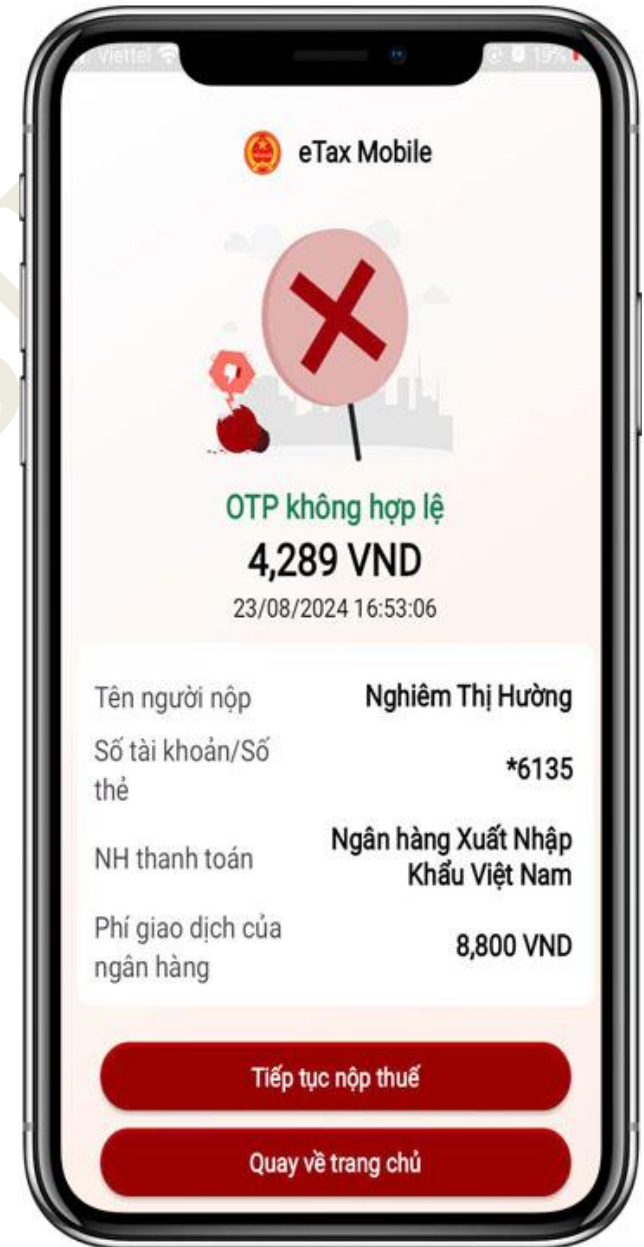 Viettel 19%
eTax Mobile
OTP không hợp lệ
4,289 VND
23/08/2024 16:53:06
Tên người nộp Nghiêm Thị Hường
Số tài khoản/Số
thẻ
*6135
NH thanh toán
Ngân hàng Xuất Nhập
Khẩu Việt Nam
Phí giao dịch của
ngân hàng
8,800 VND
Tiếp tục nộp thuế
Quay về trang chủ